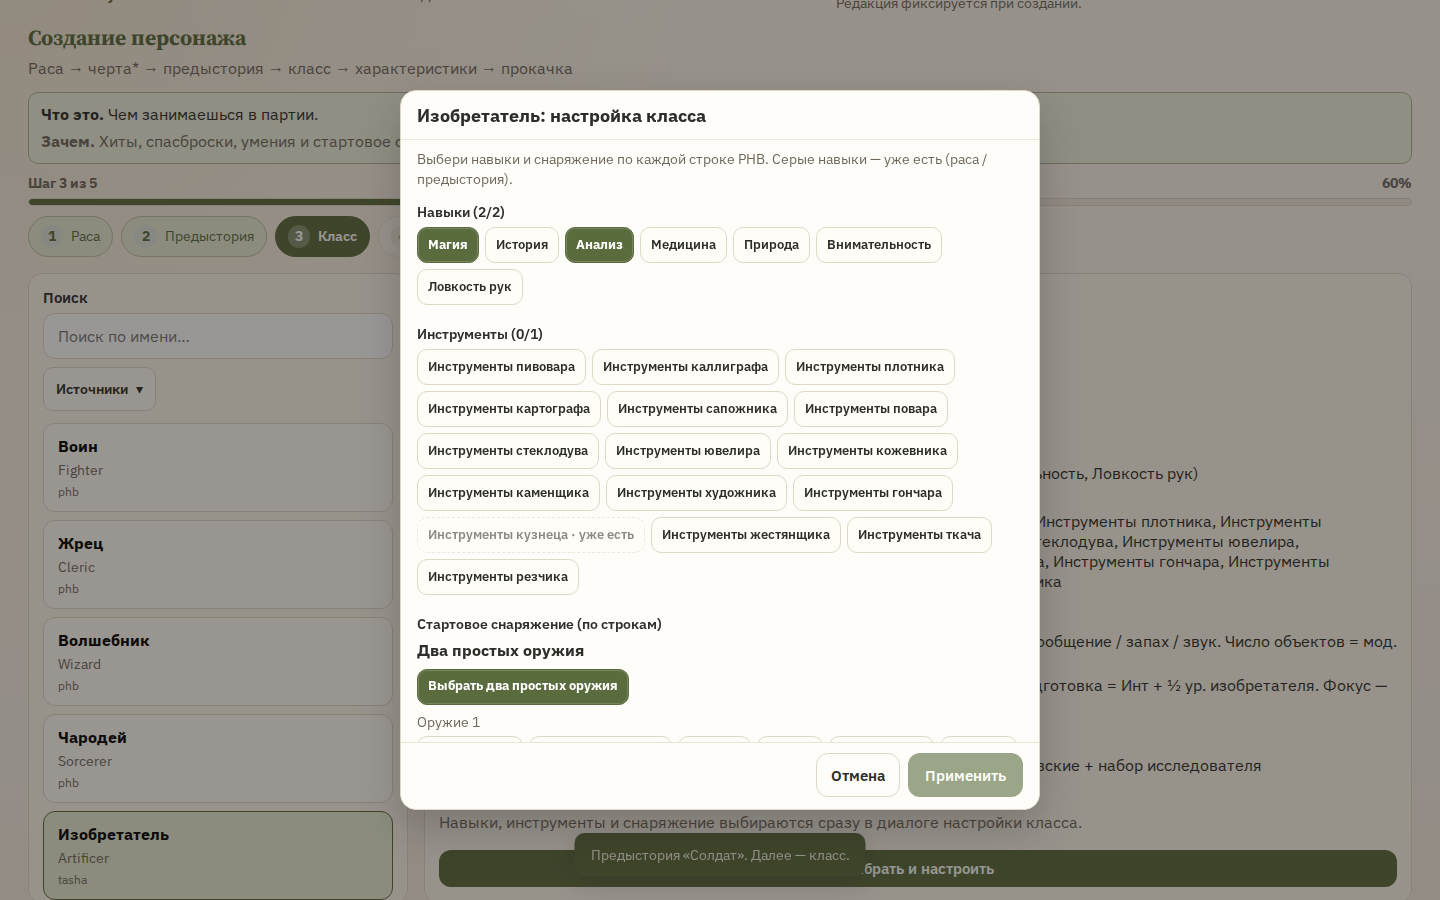 Редакция фиксируется при создании.
Создание персонажа
Раса → черта* → предыстория → класс → характеристики → прокачка
Что это. Чем занимаешься в партии.
Зачем. Хиты, спасброски, умения и стартовое
Шаг 3 из 5
60%
1 Раса
2 Предыстория
3 Класс
Поиск
Поиск по имени...
Источники ▾
Воин
Fighter
phb
Жрец
Cleric
phb
Волшебник
Wizard
phb
Чародей
Sorcerer
phb
Изобретатель
Artificer
tasha
Изобретатель: настройка класса
Выбери навыки и снаряжение по каждой строке PHB. Серые навыки — уже есть (раса /
предыстория).
Навыки (2/2)
Магия История Анализ Медицина Природа Внимательность
Ловкость рук
Инструменты (0/1)
Инструменты пивовара Инструменты каллиграфа Инструменты плотника
Инструменты картографа Инструменты сапожника Инструменты повара
Инструменты стеклодува Инструменты ювелира Инструменты кожевника
Инструменты каменщика Инструменты художника Инструменты гончара
Инструменты кузнеца · уже есть Инструменты жестянщика Инструменты ткача
Инструменты резчика
Стартовое снаряжение (по строкам)
Два простых оружия
Выбрать два простых оружия
Оружие 1
Отмена
Применить
ность, Ловкость рук)
Инструменты плотника, Инструменты
теклодува, Инструменты ювелира,
а, Инструменты гончара, Инструменты
ика
ообщение / запах / звук. Число объектов = мод.
дготовка = Инт + ½ ур. изобретателя. Фокус —
вские + набор исследователя
Навыки, инструменты и снаряжение выбираются сразу в диалоге настройки класса.
брать и настроить
Предыстория «Солдат». Далее — класс.